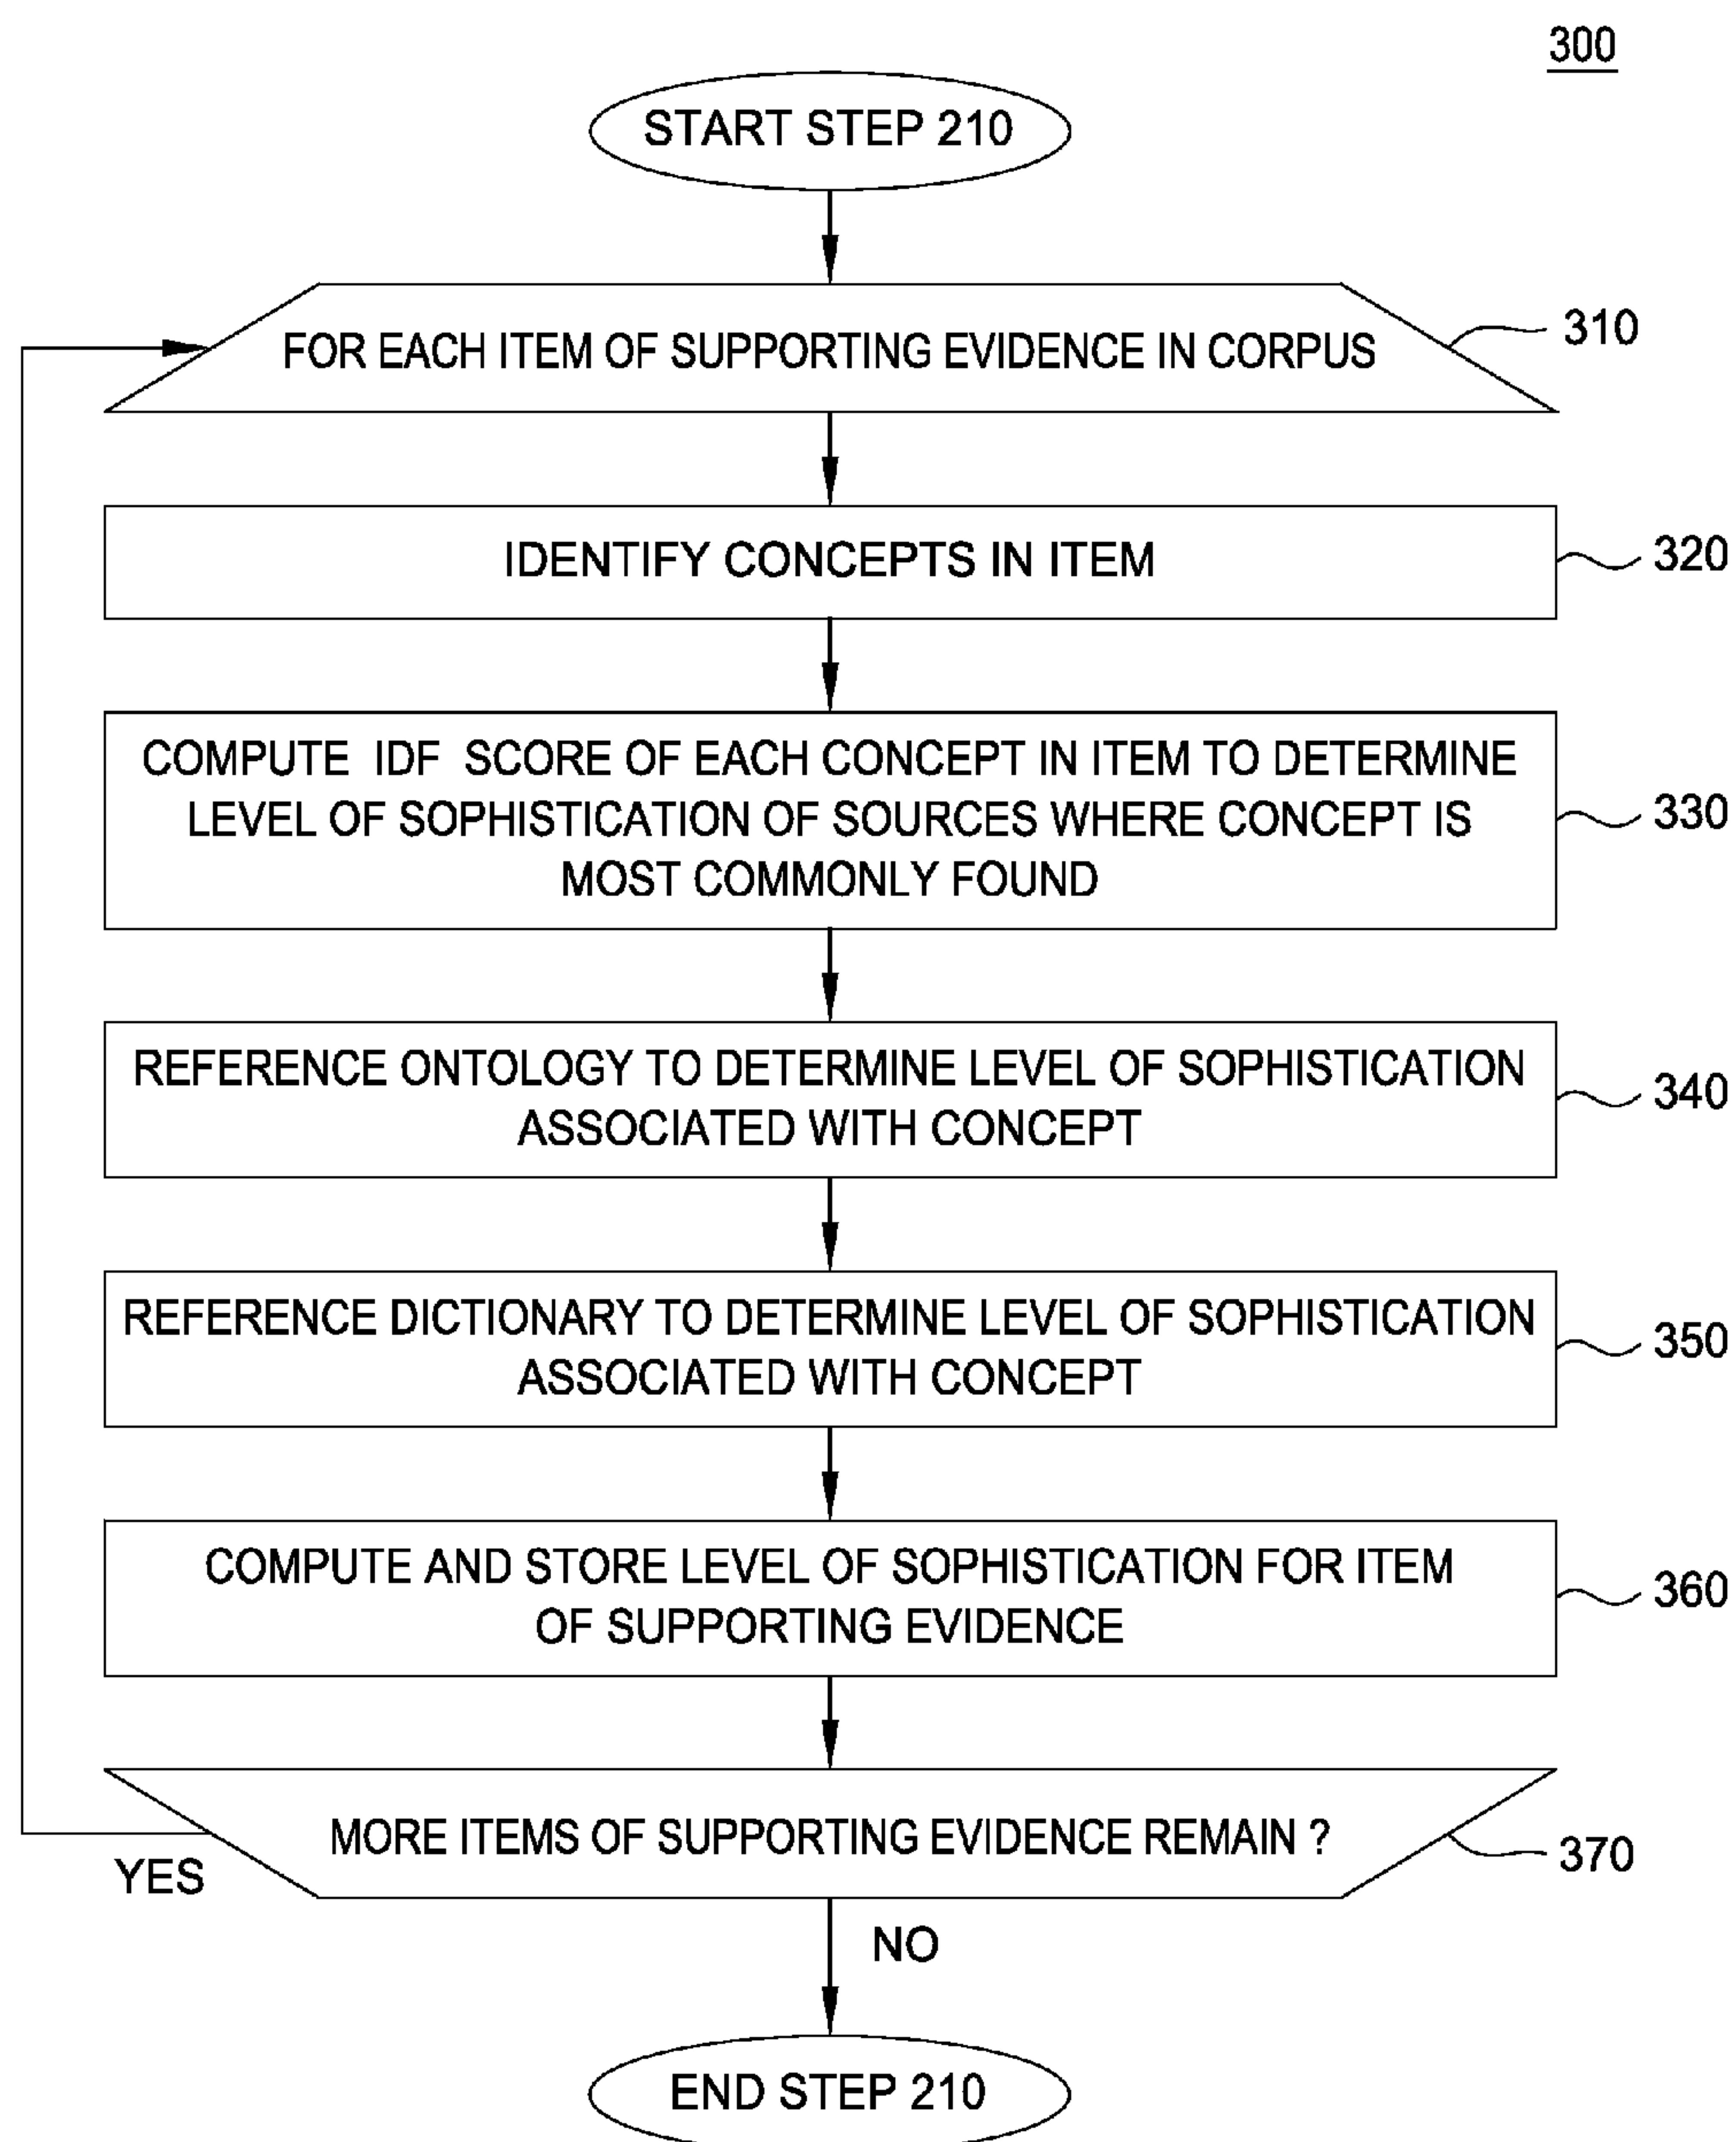 300
START STEP 210
FOR EACH ITEM OF SUPPORTING EVIDENCE IN CORPUS
310
IDENTIFY CONCEPTS IN ITEM
320
COMPUTE IDF SCORE OF EACH CONCEPT IN ITEM TO DETERMINE
LEVEL OF SOPHISTICATION OF SOURCES WHERE CONCEPT IS
MOST COMMONLY FOUND
330
REFERENCE ONTOLOGY TO DETERMINE LEVEL OF SOPHISTICATION
ASSOCIATED WITH CONCEPT
340
REFERENCE DICTIONARY TO DETERMINE LEVEL OF SOPHISTICATION
ASSOCIATED WITH CONCEPT
350
COMPUTE AND STORE LEVEL OF SOPHISTICATION FOR ITEM
OF SUPPORTING EVIDENCE
360
MORE ITEMS OF SUPPORTING EVIDENCE REMAIN ?
370
YES
NO
END STEP 210